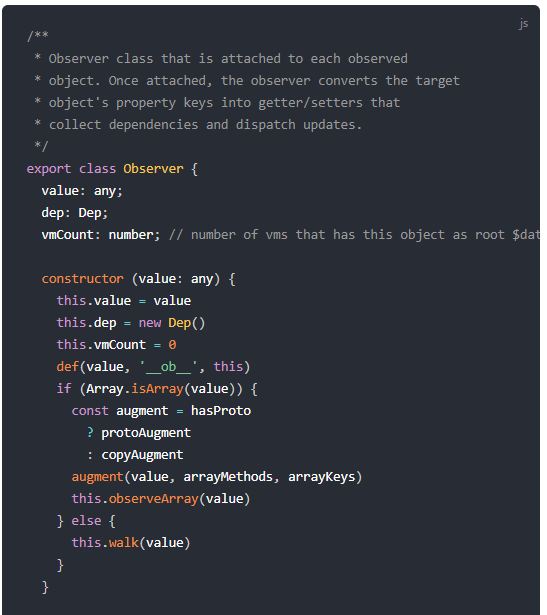 js
/**
 * Observer class that is attached to each observed
 * object. Once attached, the observer converts the target
 * object's property keys into getter/setters that
 * collect dependencies and dispatch updates.
 */
export class Observer {
  value: any;
  dep: Dep;
  vmCount: number; // number of vms that has this object as root $dat

  constructor (value: any) {
    this.value = value
    this.dep = new Dep()
    this.vmCount = 0
    def(value, '__ob__', this)
    if (Array.isArray(value)) {
      const augment = hasProto
        ? protoAugment
        : copyAugment
      augment(value, arrayMethods, arrayKeys)
      this.observeArray(value)
    } else {
      this.walk(value)
    }
  }